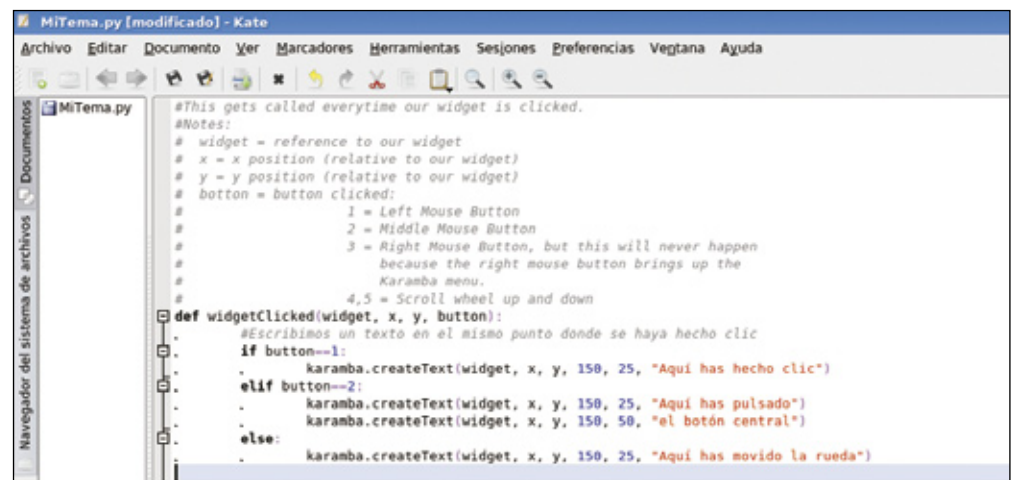 MiTema.py [modificado] - Kate
Archivo Editar Documento Ver Marcadores Herramientas Sesiones Preferencias Ventana Ayuda
Documentos
Navegador del sistema de archivos
MiTema.py
#This gets called everytime our widget is clicked.
#Notes:
#  widget = reference to our widget
#  x = x position (relative to our widget)
#  y = y position (relative to our widget)
#  botton = button clicked:
#                    1 = Left Mouse Button
#                    2 = Middle Mouse Button
#                    3 = Right Mouse Button, but this will never happen
#                        because the right mouse button brings up the
#                        Karamba menu.
#                    4,5 = Scroll wheel up and down
def widgetClicked(widget, x, y, button):
        #Escribimos un texto en el mismo punto donde se haya hecho clic
        if button==1:
                karamba.createText(widget, x, y, 150, 25, "Aquí has hecho clic")
        elif button==2:
                karamba.createText(widget, x, y, 150, 25, "Aquí has pulsado")
                karamba.createText(widget, x, y, 150, 50, "el botón central")
        else:
                karamba.createText(widget, x, y, 150, 25, "Aquí has movido la rueda")